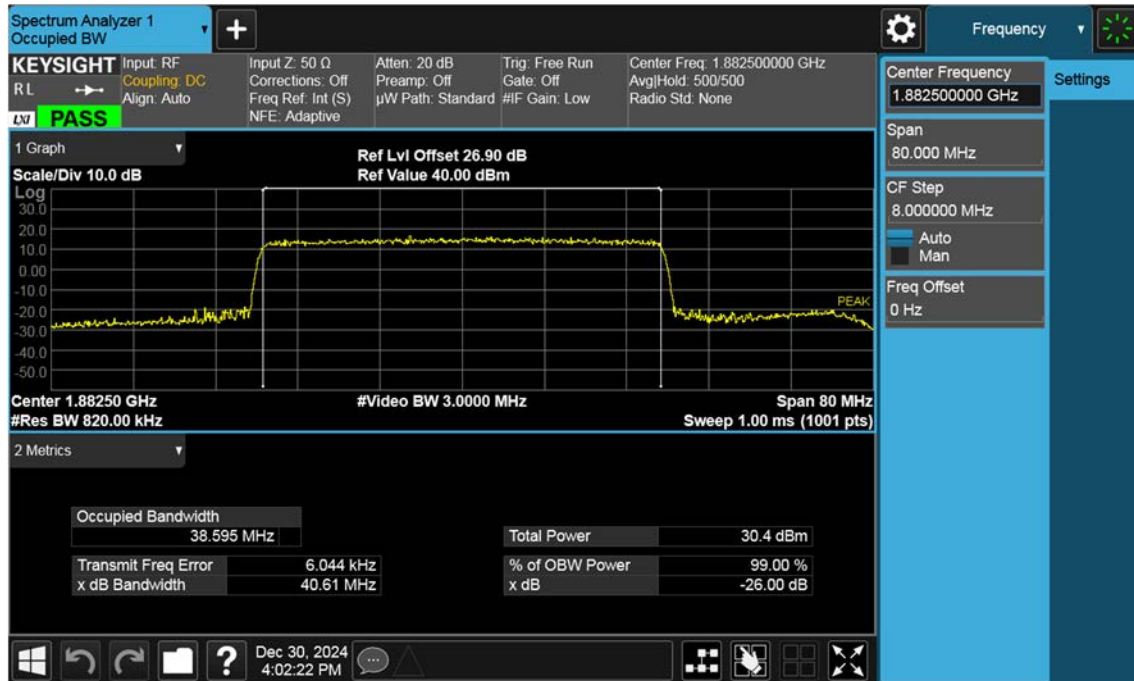 Spectrum Analyzer 1
Occupied BW
Frequency
KEYSIGHT
R L
LXI PASS
Input: RF
Coupling: DC
Align: Auto
Input Z: 50 Ω
Corrections: Off
Freq Ref: Int (S)
NFE: Adaptive
Atten: 20 dB
Preamp: Off
µW Path: Standard
Trig: Free Run
Gate: Off
#IF Gain: Low
Center Freq: 1.882500000 GHz
Avg|Hold: 500/500
Radio Std: None
Center Frequency
1.882500000 GHz
Settings
Span
80.000 MHz
CF Step
8.000000 MHz
Auto
Man
Freq Offset
0 Hz
1 Graph
Scale/Div 10.0 dB
Ref Lvl Offset 26.90 dB
Ref Value 40.00 dBm
Log
30.0
20.0
10.0
0.00
-10.0
-20.0
-30.0
-40.0
-50.0
PEAK
Center 1.88250 GHz
#Video BW 3.0000 MHz
Span 80 MHz
#Res BW 820.00 kHz
Sweep 1.00 ms (1001 pts)
2 Metrics
Occupied Bandwidth
38.595 MHz
Total Power 30.4 dBm
Transmit Freq Error 6.044 kHz
% of OBW Power 99.00 %
x dB Bandwidth 40.61 MHz
x dB -26.00 dB
?
Dec 30, 2024
4:02:22 PM